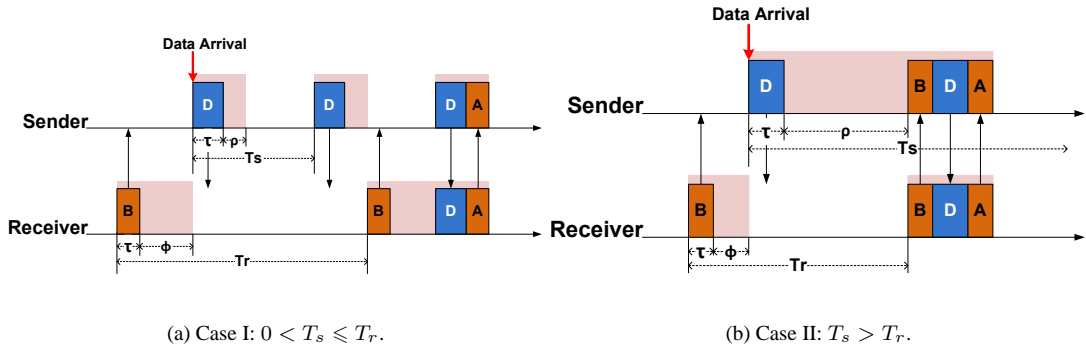 Data Arrival
D D D A
Sender
τ ρ
Ts
B B D A
Receiver
τ ϕ
Tr
(a) Case I: 0 < Ts ⩽ Tr.
Data Arrival
D B D A
Sender
τ ρ
Ts
B B D A
Receiver
τ ϕ
Tr
(b) Case II: Ts > Tr.